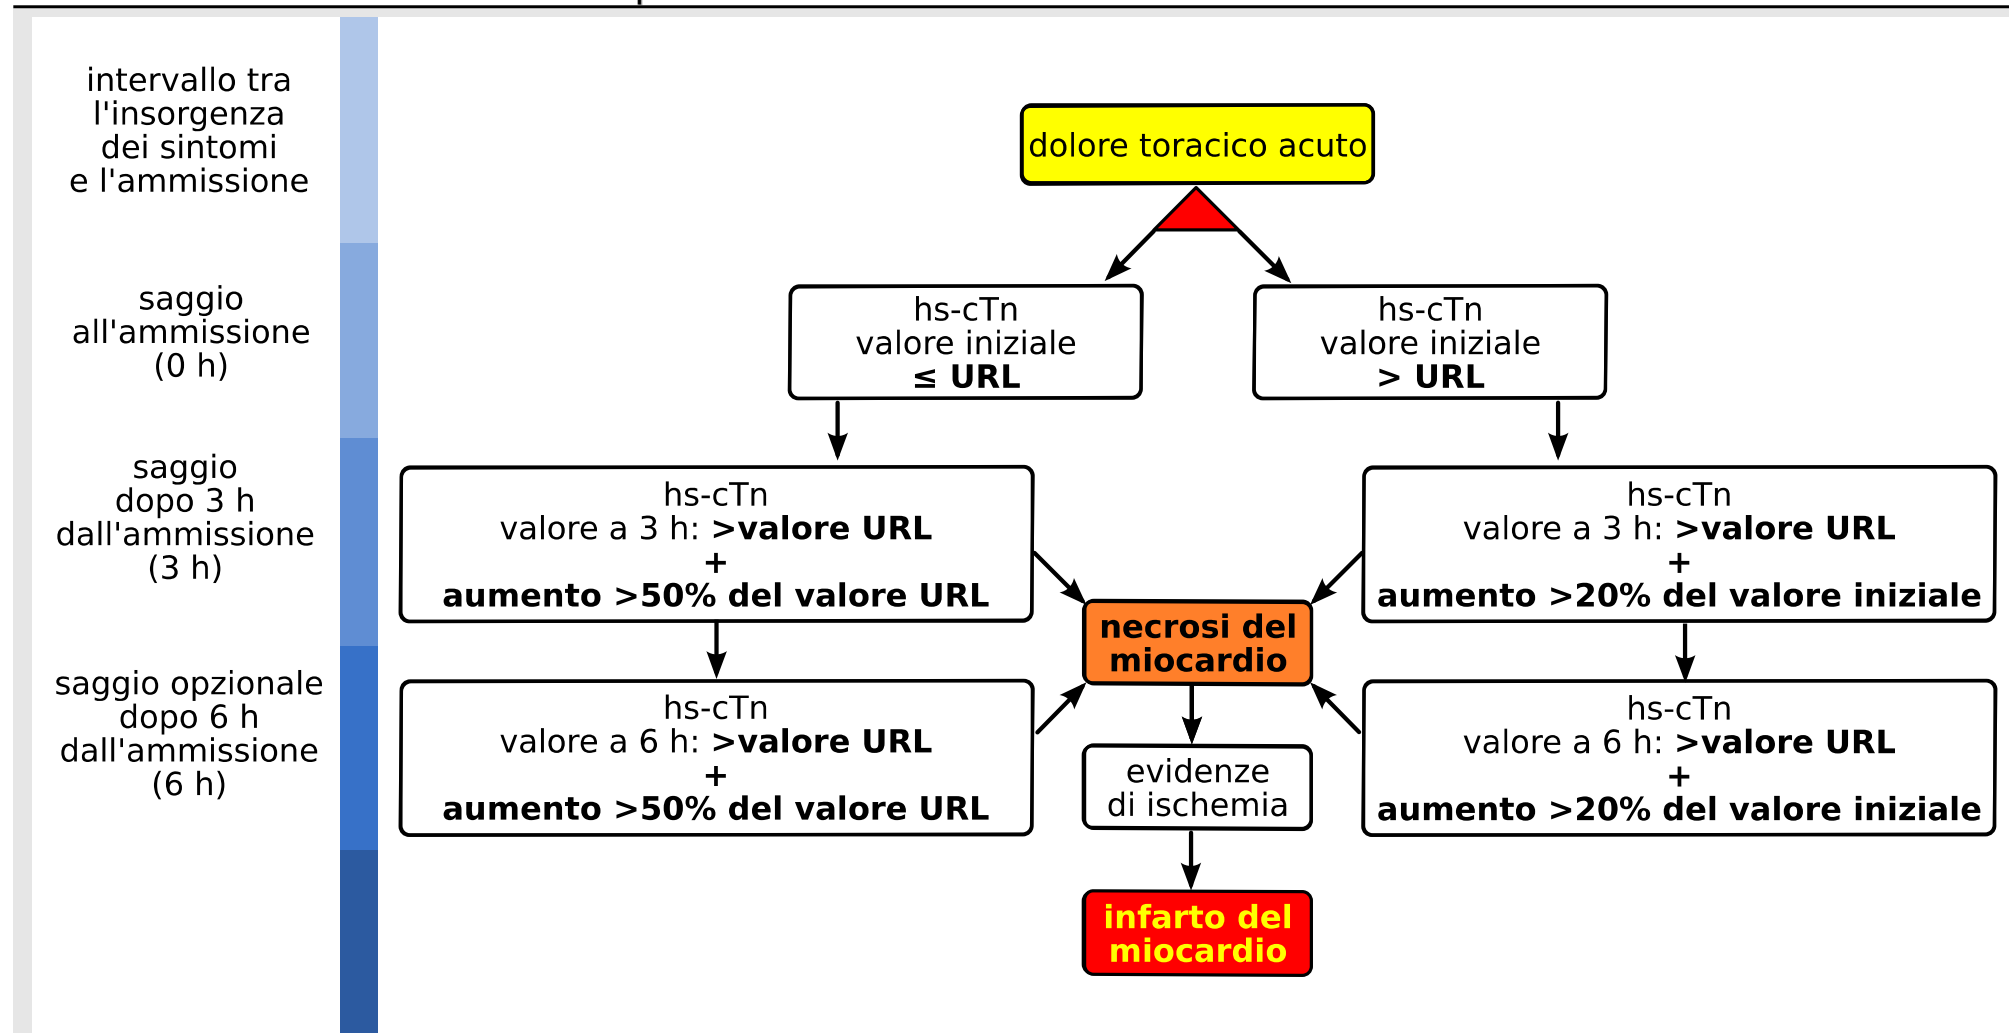 intervallo tra
l'insorgenza
dei sintomi
e l'ammissione
dolore toracico acuto
saggio
all'ammissione
(0 h)
hs-cTn
valore iniziale
≤ URL
hs-cTn
valore iniziale
> URL
saggio
dopo 3 h
dall'ammissione
(3 h)
hs-cTn
valore a 3 h: >valore URL
+
aumento >50% del valore URL
hs-cTn
valore a 3 h: >valore URL
+
aumento >20% del valore iniziale
necrosi del
miocardio
saggio opzionale
dopo 6 h
dall'ammissione
(6 h)
hs-cTn
valore a 6 h: >valore URL
+
aumento >50% del valore URL
evidenze
di ischemia
hs-cTn
valore a 6 h: >valore URL
+
aumento >20% del valore iniziale
infarto del
miocardio